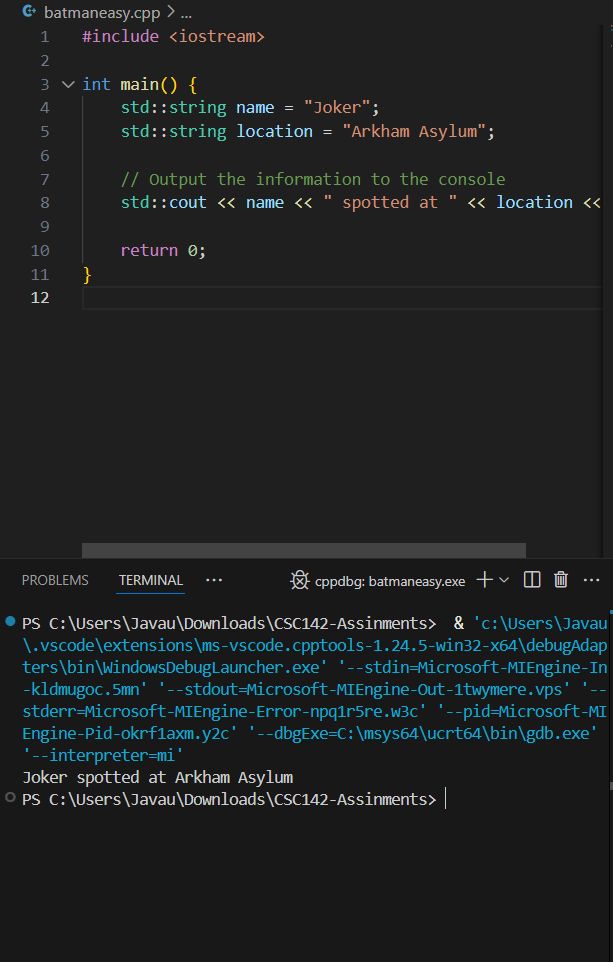 batmaneasy.cpp > ...
1 #include <iostream>
2
3 int main() {
4 std::string name = "Joker";
5 std::string location = "Arkham Asylum";
6
7 // Output the information to the console
8 std::cout << name << " spotted at " << location <<
9
10 return 0;
11 }
12
PROBLEMS TERMINAL ... cppdbg: batmaneasy.exe
PS C:\Users\Javau\Downloads\CSC142-Assinments> & 'c:\Users\Javau
\.vscode\extensions\ms-vscode.cpptools-1.24.5-win32-x64\debugAdap
ters\bin\WindowsDebugLauncher.exe' '--stdin=Microsoft-MIEngine-In
-kldmugoc.5mn' '--stdout=Microsoft-MIEngine-Out-1twymere.vps' '--
stderr=Microsoft-MIEngine-Error-npq1r5re.w3c' '--pid=Microsoft-MI
Engine-Pid-okrf1axm.y2c' '--dbgExe=C:\msys64\ucrt64\bin\gdb.exe'
'--interpreter=mi'
Joker spotted at Arkham Asylum
PS C:\Users\Javau\Downloads\CSC142-Assinments>